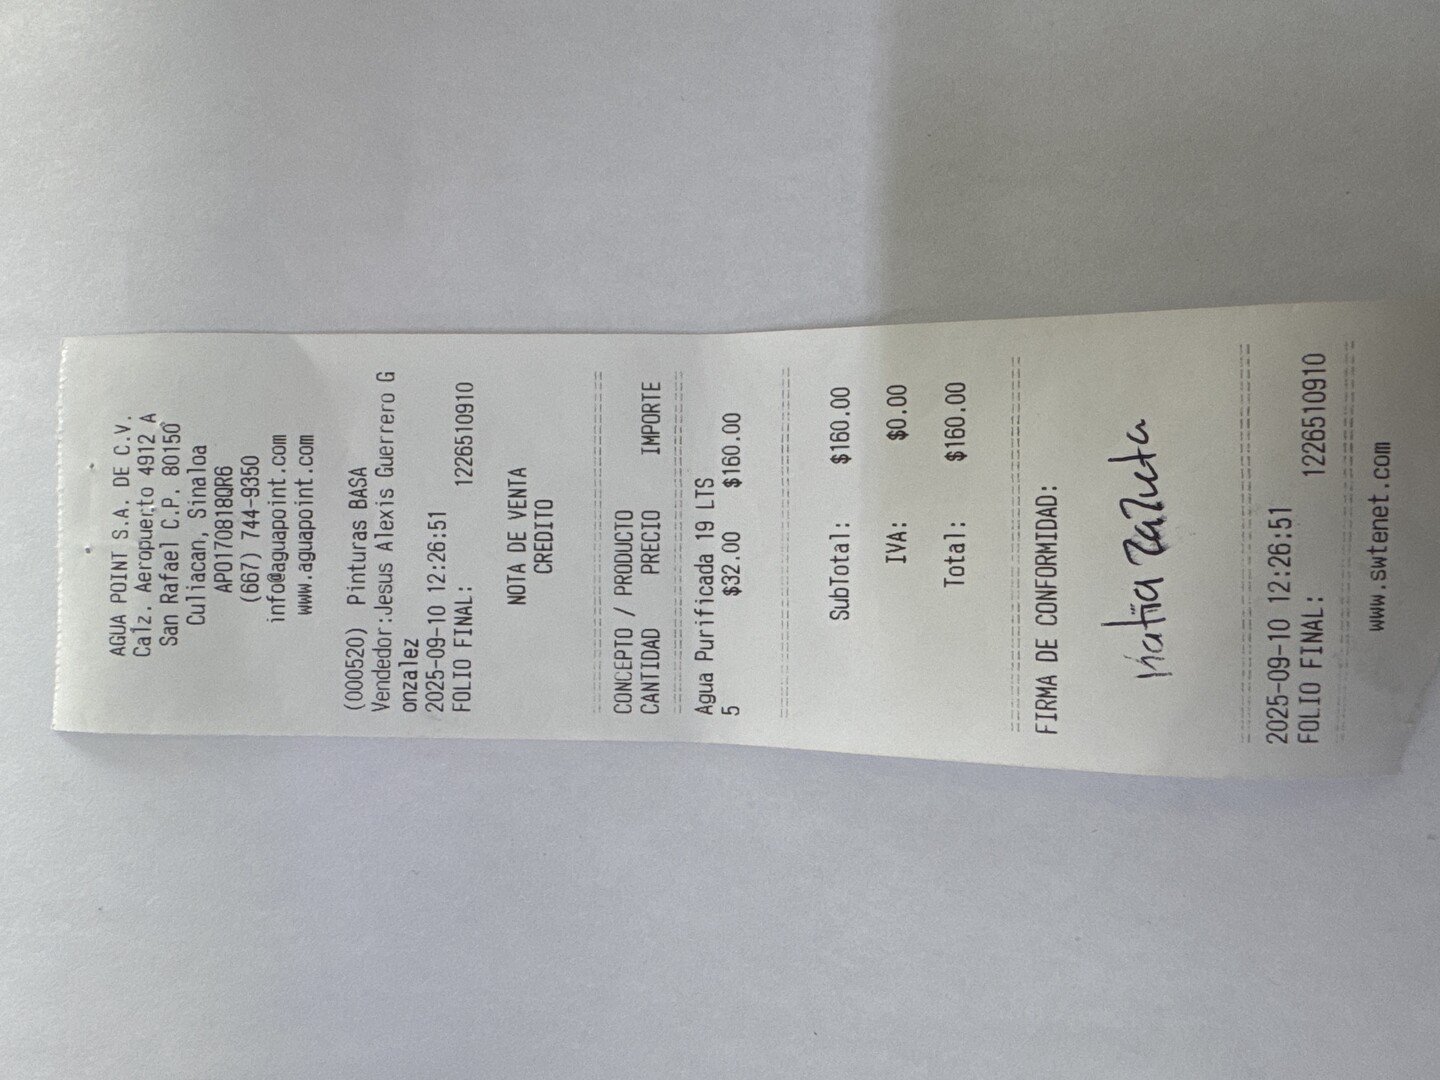 AGUA POINT S.A. DE C.V.
Calz. Aeropuerto 4912 A
San Rafael C.P. 80150
Culiacan, Sinaloa
APO170818QR6
(667) 744-9350
info@aguapoint.com
www.aguapoint.com
(000520) Pinturas BASA
Vendedor:Jesus Alexis Guerrero G
onzalez
2025-09-10 12:26:51
FOLIO FINAL: 1226510910
NOTA DE VENTA
CREDITO
CONCEPTO / PRODUCTO
CANTIDAD PRECIO IMPORTE
Agua Purificada 19 LTS
5 $32.00 $160.00
SubTotal: $160.00
IVA: $0.00
Total: $160.00
FIRMA DE CONFORMIDAD:
Katia Zazueta
2025-09-10 12:26:51
FOLIO FINAL: 1226510910
www.swtenet.com